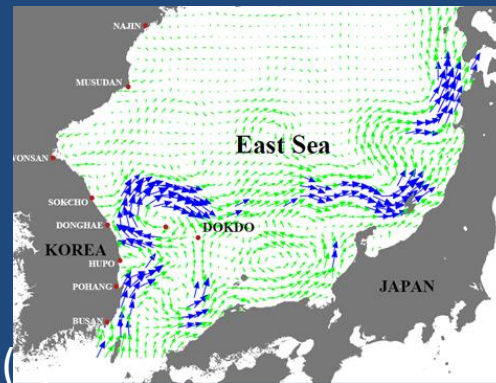 NAJIN
MUSUDAN
WONSAN
East Sea
SOKCHO
DONGHAE
DOKDO
KOREA
HUPO
POHANG
JAPAN
BUSAN
(